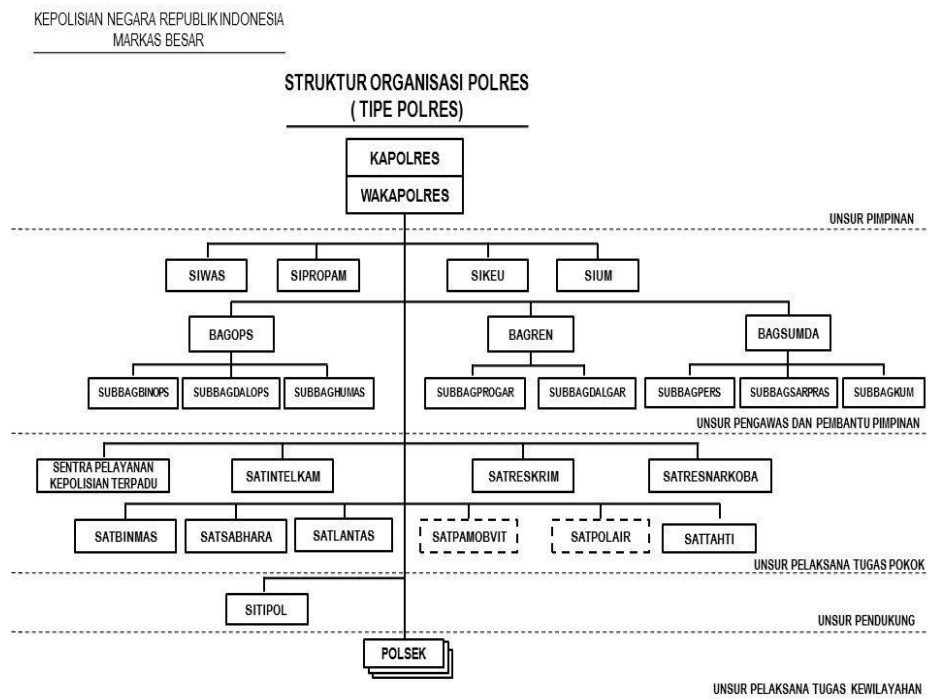 KEPOLISIAN NEGARA REPUBLIK INDONESIA
MARKAS BESAR
STRUKTUR ORGANISASI POLRES
( TIPE POLRES)
KAPOLRES
WAKAPOLRES
UNSUR PIMPINAN
SIWAS
SIPROPAM
SIKEU
SIUM
BAGOPS
BAGREN
BAGSUMDA
SUBBAGBINOPS
SUBBAGDALOPS
SUBBAGHUMAS
SUBBAGPROGAR
SUBBAGDALGAR
SUBBAGPERS
SUBBAGSARPRAS
SUBBAGKUM
UNSUR PENGAWAS DAN PEMBANTU PIMPINAN
SENTRA PELAYANAN
KEPOLISIAN TERPADU
SATINTELKAM
SATRESKRIM
SATRESNARKOBA
SATBINMAS
SATSABHARA
SATLANTAS
SATPAMOBVIT
SATPOLAIR
SATTAHTI
UNSUR PELAKSANA TUGAS POKOK
SITIPOL
UNSUR PENDUKUNG
POLSEK
UNSUR PELAKSANA TUGAS KEWILAYAHAN